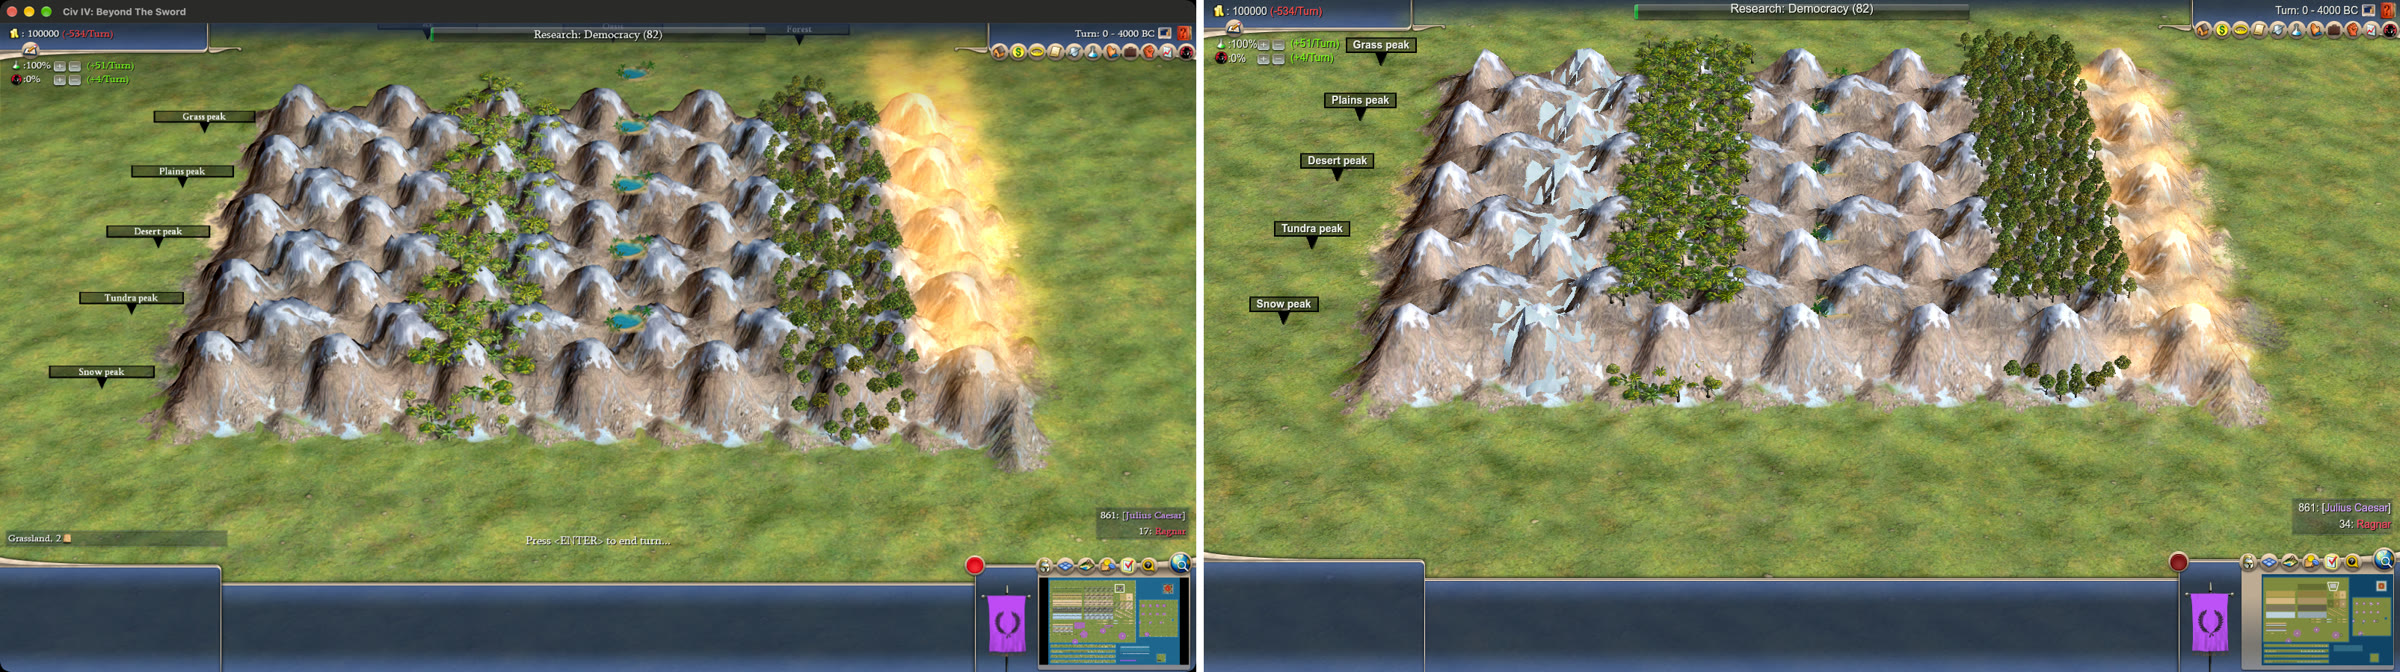 Civ IV: Beyond The Sword
: 100000 (-534/Turn)
Research: Democracy (82)
Forest
Turn: 0 - 4000 BC
:100% (+51/Turn)
:0% (+4/Turn)
Grass peak
Plains peak
Desert peak
Tundra peak
Snow peak
Grassland, 2
Press <ENTER> to end turn...
861: [Julius Caesar]
17: Ragnar
: 100000 (-534/Turn)
Research: Democracy (82)
Turn: 0 - 4000 BC
:100% (+51/Turn)
:0% (+4/Turn)
Grass peak
Plains peak
Desert peak
Tundra peak
Snow peak
861: [Julius Caesar]
34: Ragnar